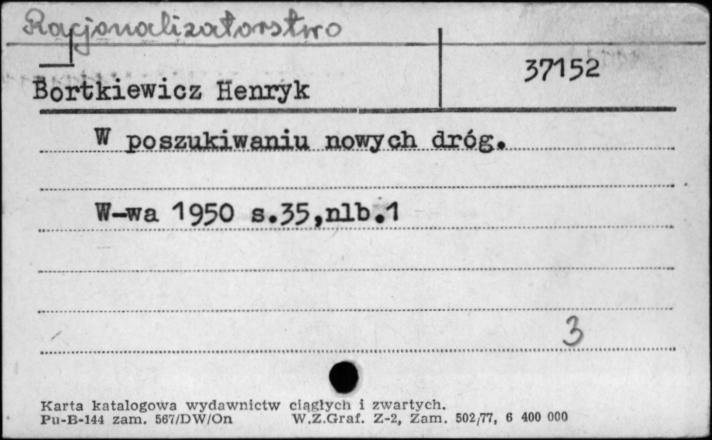 Racjonalizatorstwo
37152
Bortkiewicz Henryk
W poszukiwaniu nowych dróg.
W-wa 1950 s.35,nlb.1
3
Karta katalogowa wydawnictw ciągłych i zwartych.
Pu-B-144 zam. 567/DW/On W.Z.Graf. Z-2, Zam. 502/77, 6 400 000